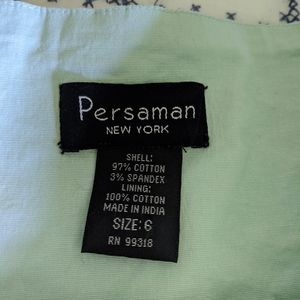 Persaman
NEW YORK
SHELL:
97% COTTON
3% SPANDEX
LINING:
100% COTTON
MADE IN INDIA
SIZE: 6
RN 99318